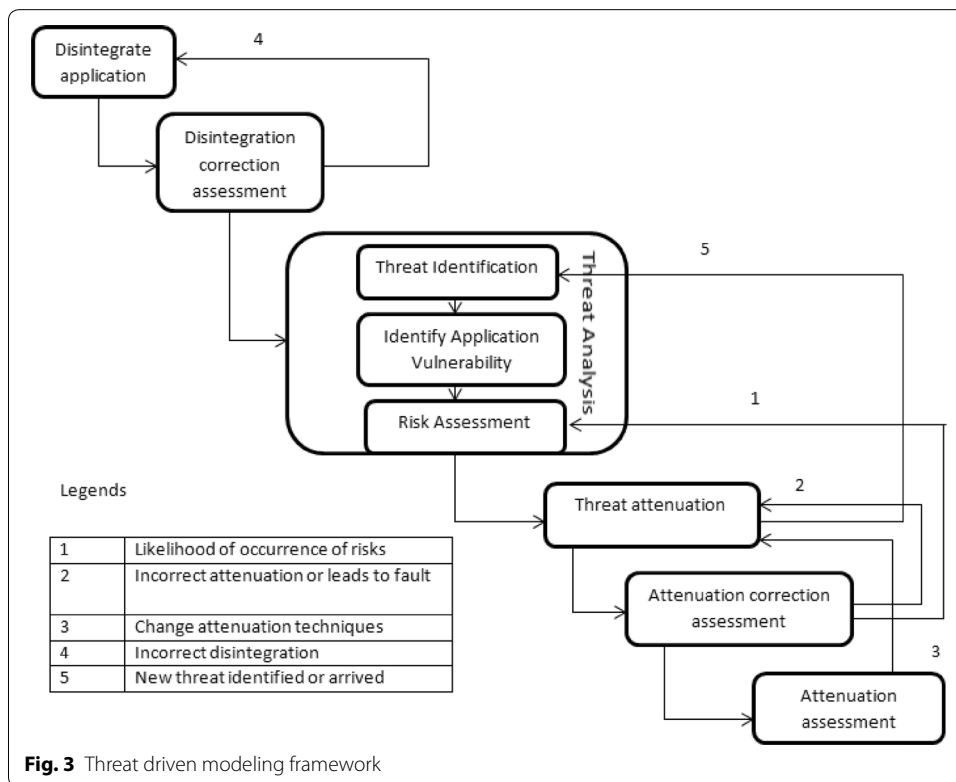 4
Disintegrate
application
Disintegration
correction
assessment
Threat Identification
5
Threat Analysis
Identify Application
Vulnerability
1
Risk Assessment
Legends
Threat attenuation
2
1 Likelihood of occurrence of risks
2 Incorrect attenuation or leads to fault
3 Change attenuation techniques
4 Incorrect disintegration
5 New threat identified or arrived
Attenuation correction
assessment
3
Attenuation
assessment
Fig. 3 Threat driven modeling framework